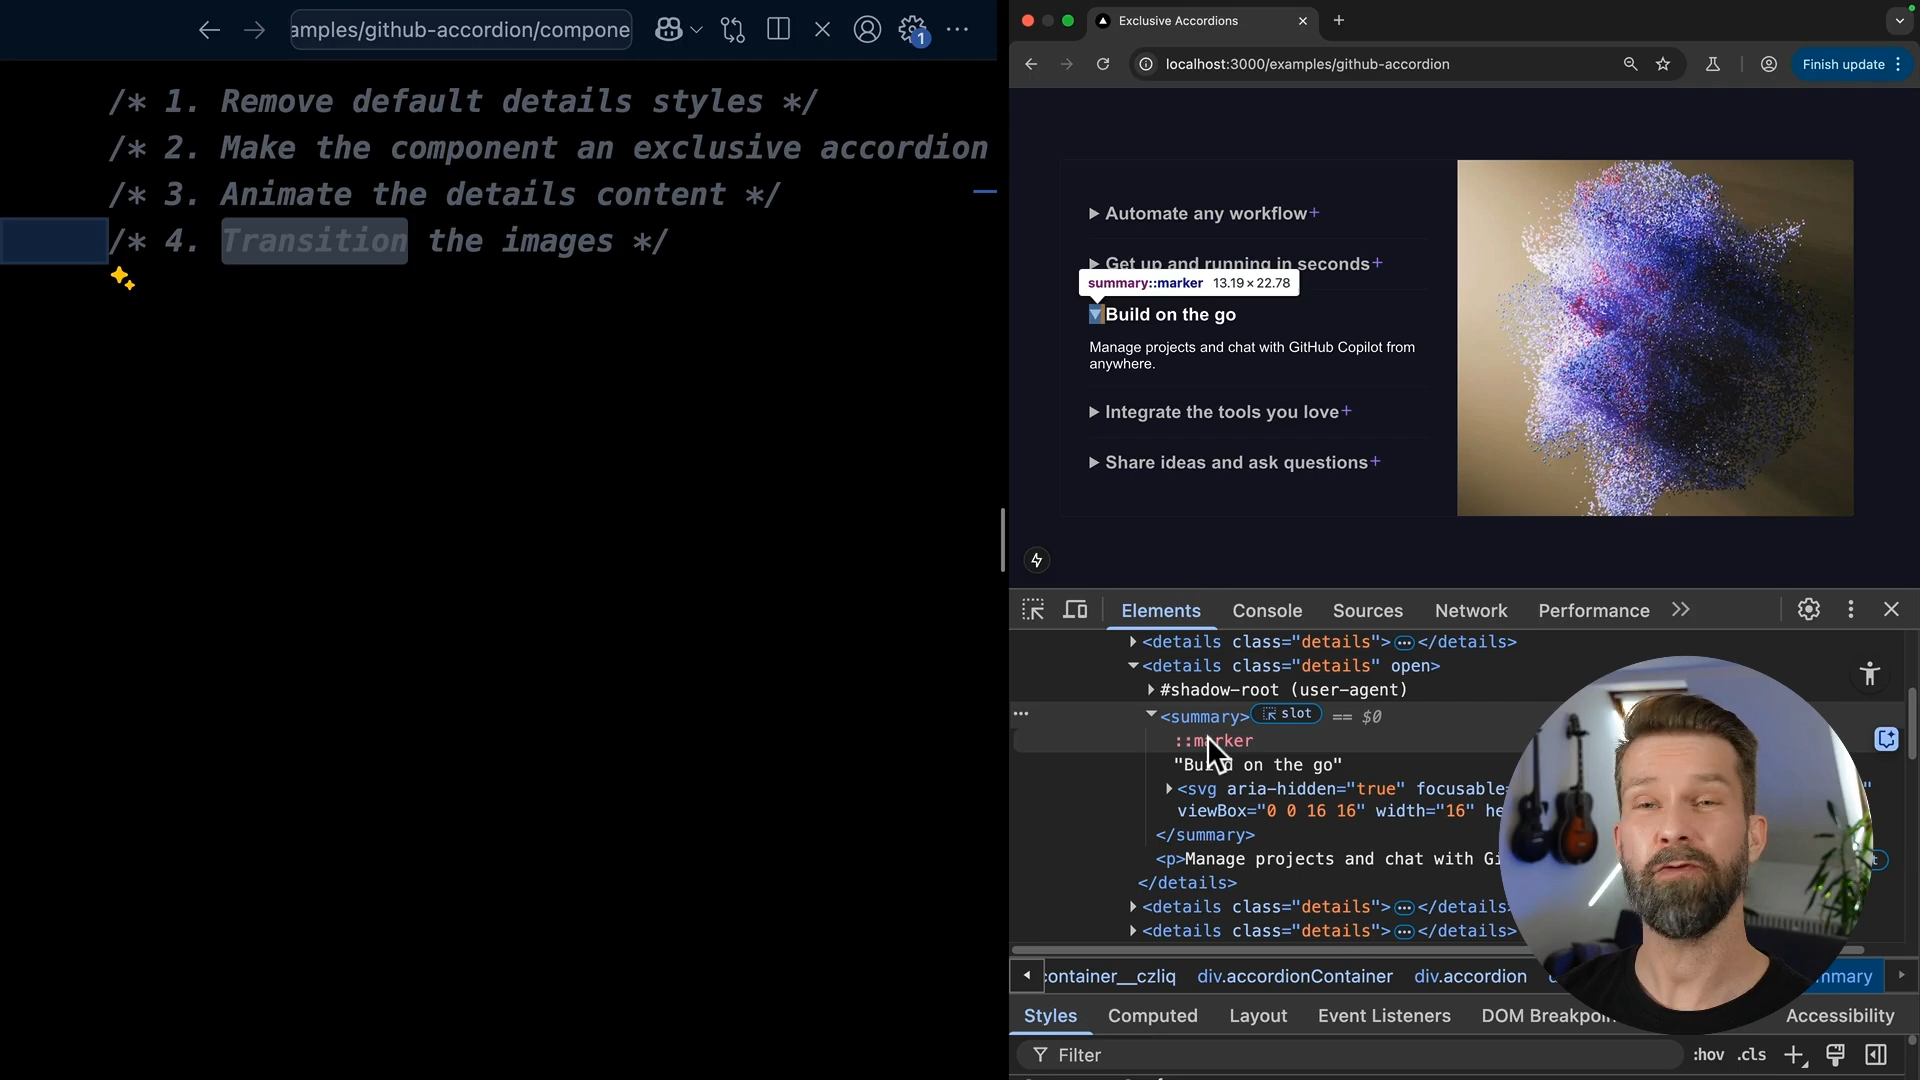 amples/github-accordion/compone
1
/* 1. Remove default details styles */
/* 2. Make the component an exclusive accordion
/* 3. Animate the details content */
/* 4. Transition the images */
Exclusive Accordions
localhost:3000/examples/github-accordion
Finish update
Automate any workflow+
Get up and running in seconds+
summary::marker 13.19×22.78
Build on the go
Manage projects and chat with GitHub Copilot from
anywhere.
Integrate the tools you love+
Share ideas and ask questions+
Elements Console Sources Network Performance
<details class="details"></details>
<details class="details" open>
#shadow-root (user-agent)
<summary> slot == $0
::marker
"Build on the go"
<svg aria-hidden="true" focusable=
viewBox="0 0 16 16" width="16" he
</summary>
<p>Manage projects and chat with Gi
</details>
<details class="details"></details>
<details class="details"></details>
container__czliq div.accordionContainer div.accordion mmary
Styles Computed Layout Event Listeners DOM Breakpoin Accessibility
Filter :hov .cls